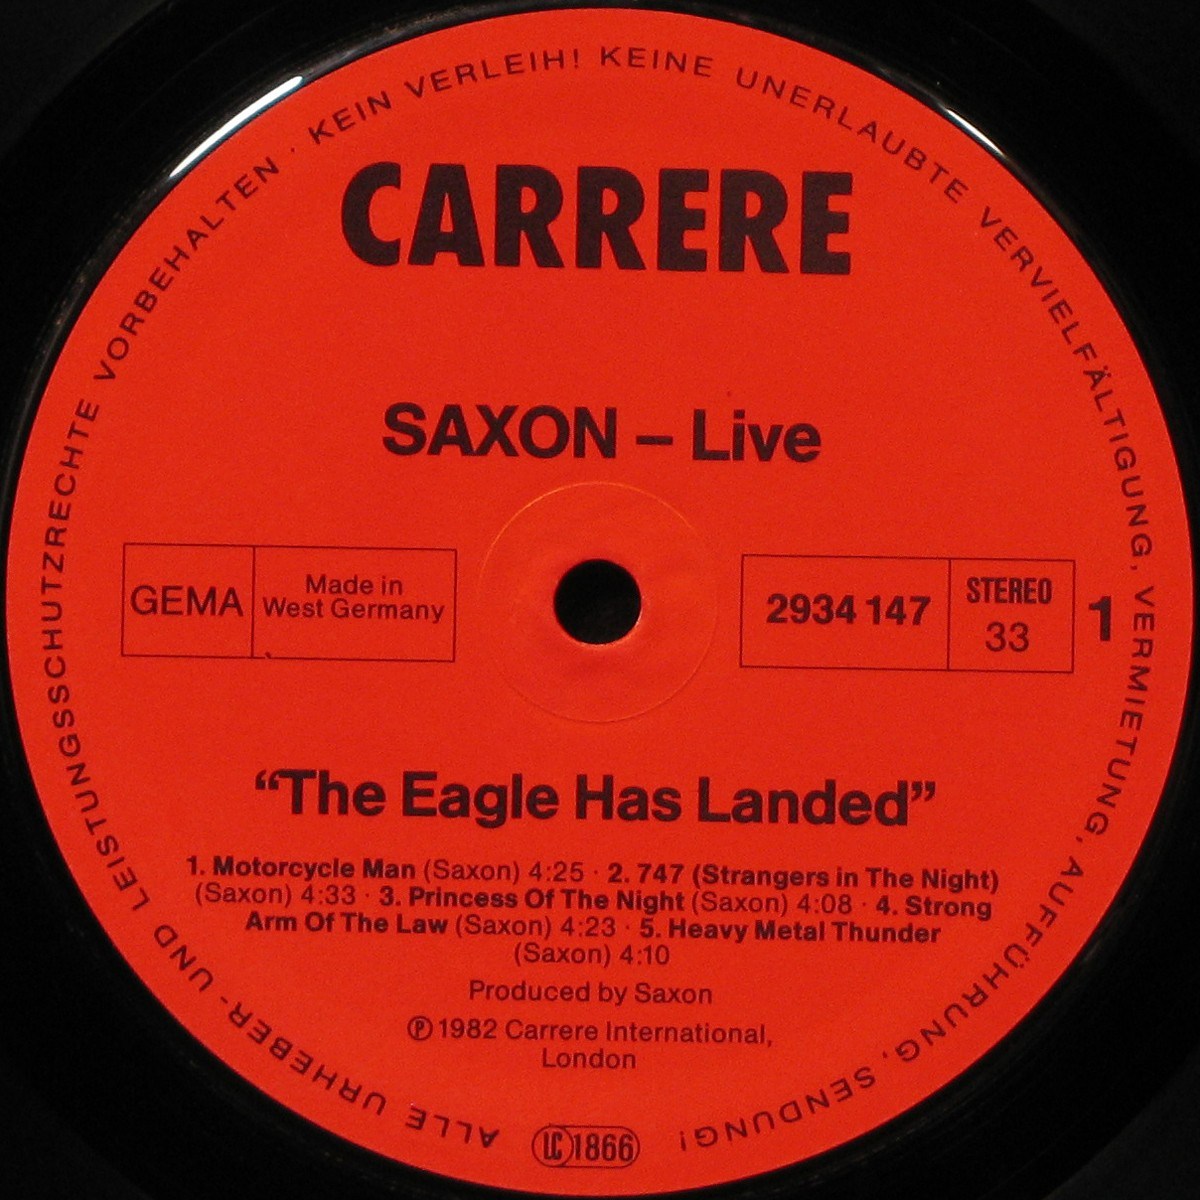 ALLE URHEBER- UND LEISTUNGSSCHUTZRECHTE VORBEHALTEN · KEIN VERLEIH! KEINE UNERLAUBTE VERVIELFÄLTIGUNG, VERMIETUNG, AUFFÜHRUNG, SENDUNG!
CARRERE
SAXON – Live
GEMA
Made in
West Germany
2934 147
STEREO
33
1
“The Eagle Has Landed”
1. Motorcycle Man (Saxon) 4:25 · 2. 747 (Strangers in The Night)
(Saxon) 4:33 · 3. Princess Of The Night (Saxon) 4:08 · 4. Strong
Arm Of The Law (Saxon) 4:23 · 5. Heavy Metal Thunder
(Saxon) 4:10
Produced by Saxon
℗ 1982 Carrere International,
London
LC 1866